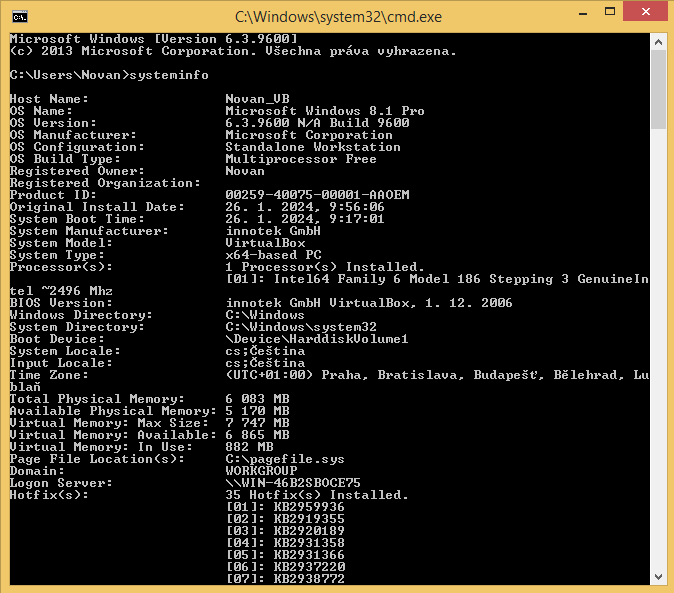 C:\Windows\system32\cmd.exe
Microsoft Windows [Version 6.3.9600]
(c) 2013 Microsoft Corporation. Všechna práva vyhrazena.
C:\Users\Novan>systeminfo
Host Name: Novan_VB
OS Name: Microsoft Windows 8.1 Pro
OS Version: 6.3.9600 N/A Build 9600
OS Manufacturer: Microsoft Corporation
OS Configuration: Standalone Workstation
OS Build Type: Multiprocessor Free
Registered Owner: Novan
Registered Organization:
Product ID: 00259-40075-00001-AAOEM
Original Install Date: 26. 1. 2024, 9:56:06
System Boot Time: 26. 1. 2024, 9:17:01
System Manufacturer: innotek GmbH
System Model: VirtualBox
System Type: x64-based PC
Processor(s): 1 Processor(s) Installed.
[01]: Intel64 Family 6 Model 186 Stepping 3 GenuineIn
tel ~2496 Mhz
BIOS Version: innotek GmbH VirtualBox, 1. 12. 2006
Windows Directory: C:\Windows
System Directory: C:\Windows\system32
Boot Device: \Device\HarddiskVolume1
System Locale: cs;Čeština
Input Locale: cs;Čeština
Time Zone: (UTC+01:00) Praha, Bratislava, Budapešť, Bělehrad, Lu
blaň
Total Physical Memory: 6 083 MB
Available Physical Memory: 5 170 MB
Virtual Memory: Max Size: 7 747 MB
Virtual Memory: Available: 6 865 MB
Virtual Memory: In Use: 882 MB
Page File Location(s): C:\pagefile.sys
Domain: WORKGROUP
Logon Server: \\WIN-46B2SBOCE75
Hotfix(s): 35 Hotfix(s) Installed.
[01]: KB2959936
[02]: KB2919355
[03]: KB2920189
[04]: KB2931358
[05]: KB2931366
[06]: KB2937220
[07]: KB2938772